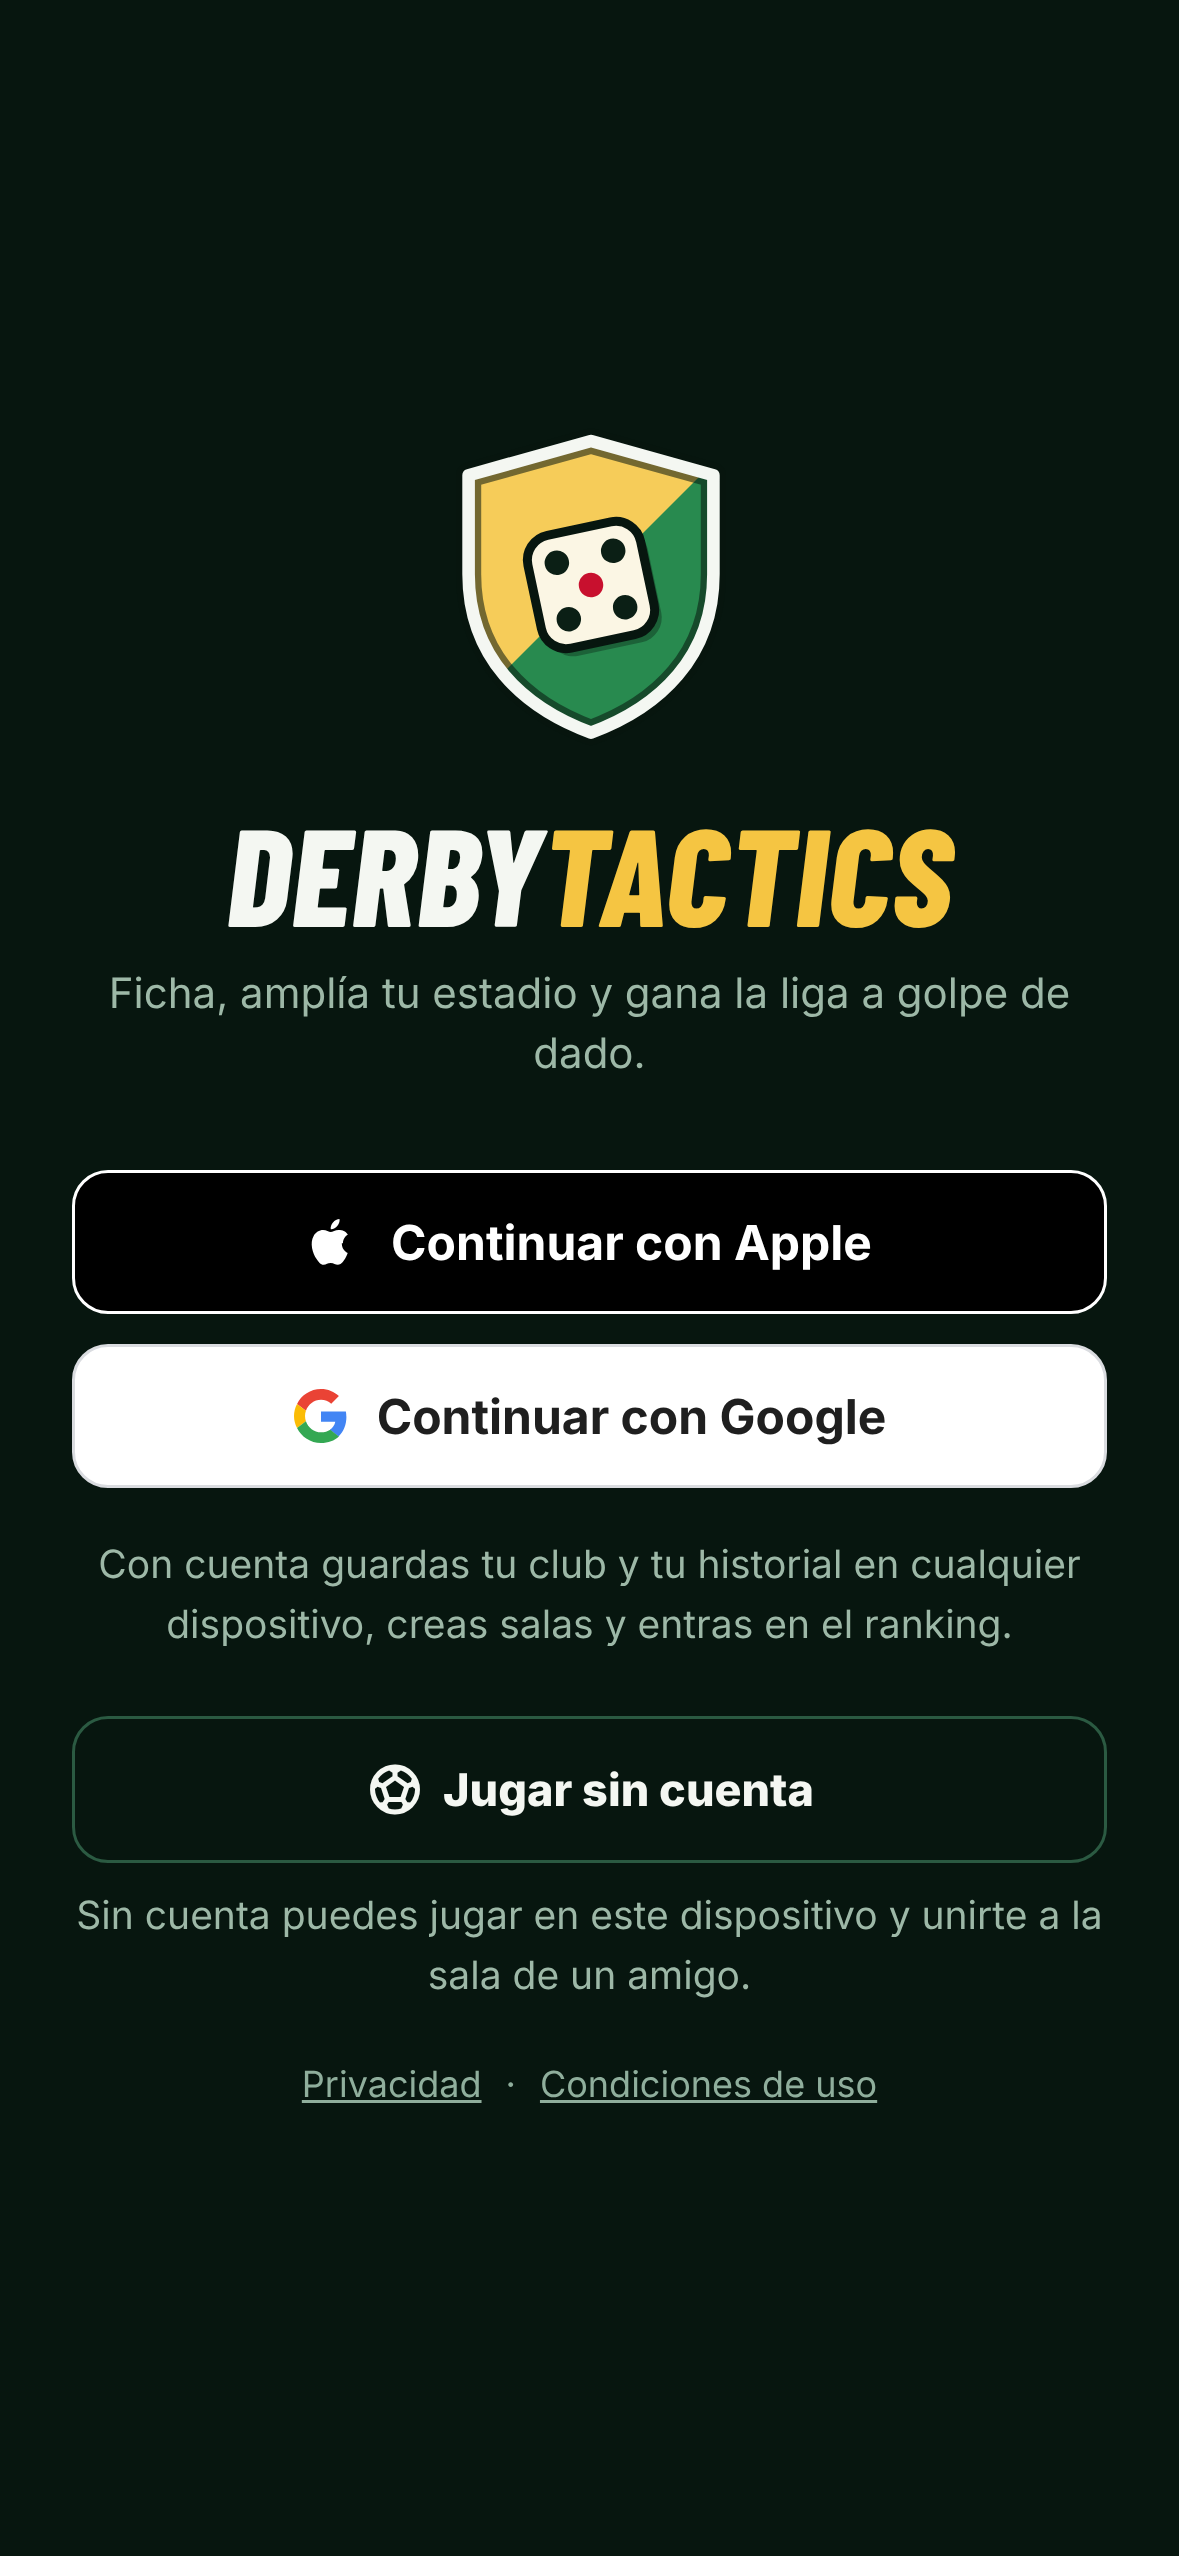 DERBYTACTICS
Ficha, amplía tu estadio y gana la liga a golpe de
dado.
Continuar con Apple
Continuar con Google
Con cuenta guardas tu club y tu historial en cualquier
dispositivo, creas salas y entras en el ranking.
Jugar sin cuenta
Sin cuenta puedes jugar en este dispositivo y unirte a la
sala de un amigo.
Privacidad · Condiciones de uso